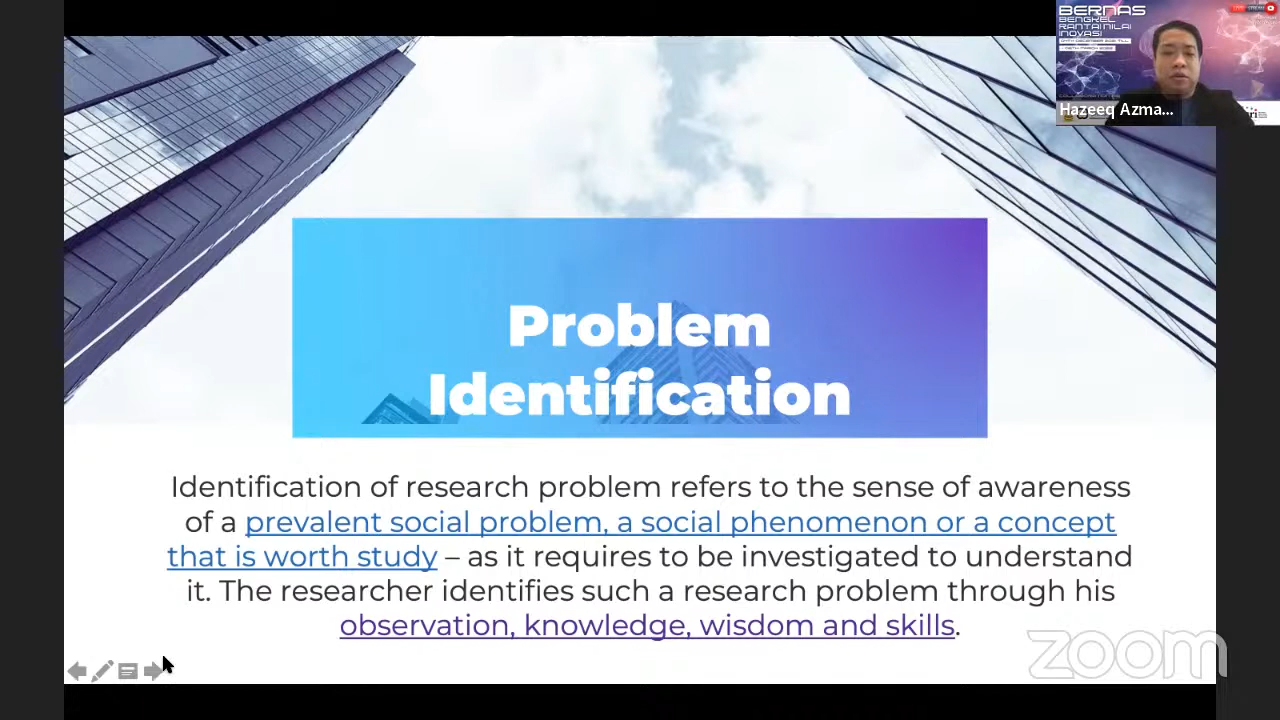 BERNAS
BENGKEL
RANTAI NILAI
INOVASI
LIVE
Hazeeq Azma...
Problem
Identification
Identification of research problem refers to the sense of awareness
of a prevalent social problem, a social phenomenon or a concept
that is worth study – as it requires to be investigated to understand
it. The researcher identifies such a research problem through his
observation, knowledge, wisdom and skills.
zoom